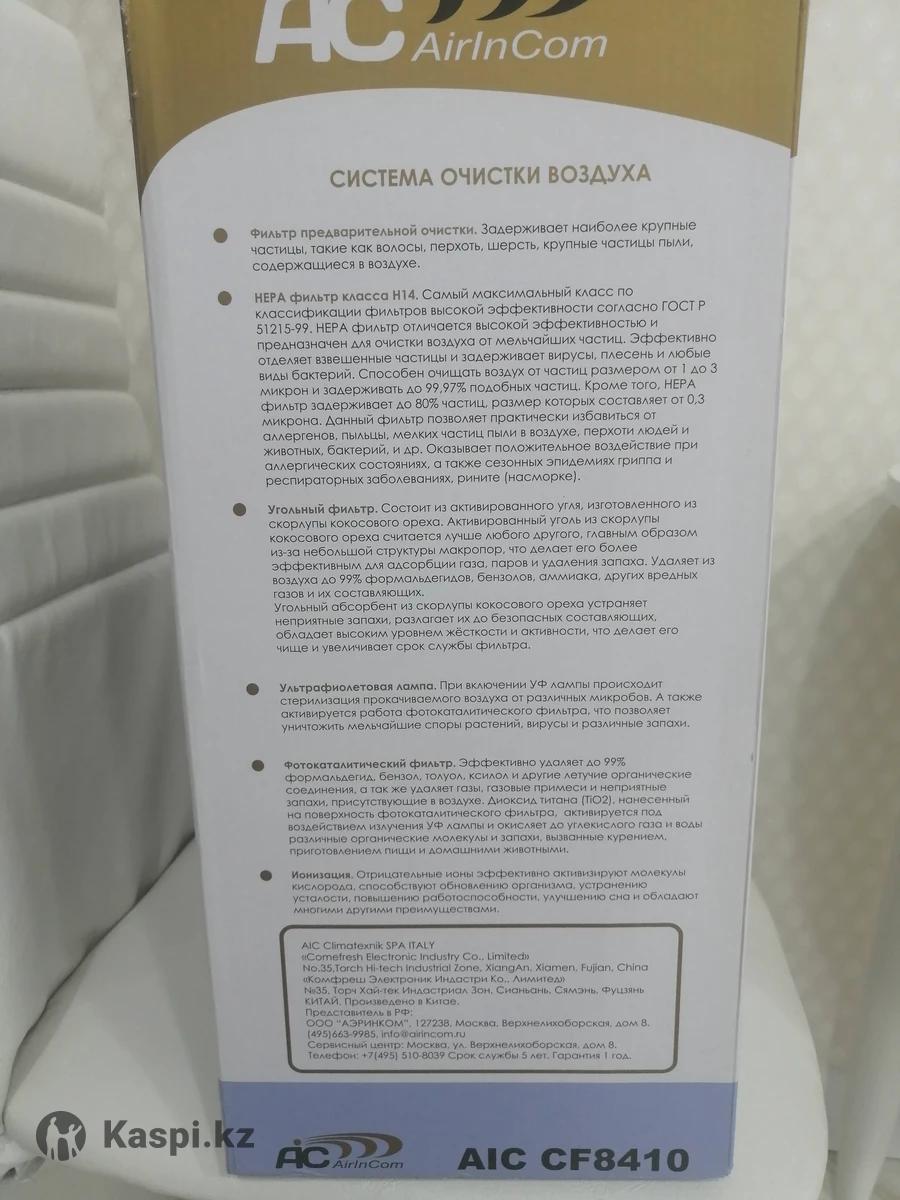 AC
AirInCom
СИСТЕМА ОЧИСТКИ ВОЗДУХА
Фильтр предварительной очистки. Задерживает наиболее крупные
частицы, такие как волосы, перхоть, шерсть, крупные частицы пыли,
содержащиеся в воздухе.
HEPA фильтр класса H14. Самый максимальный класс по
классификации фильтров высокой эффективности согласно ГОСТ Р
51215-99. HEPA фильтр отличается высокой эффективностью и
предназначен для очистки воздуха от мельчайших частиц. Эффективно
отделяет взвешенные частицы и задерживает вирусы, плесень и любые
виды бактерий. Способен очищать воздух от частиц размером от 1 до 3
микрон и задерживать до 99,97% подобных частиц. Кроме того, HEPA
фильтр задерживает до 80% частиц, размер которых составляет от 0,3
микрона. Данный фильтр позволяет практически избавиться от
аллергенов, пыльцы, мелких частиц пыли в воздухе, перхоти людей и
животных, бактерий, и др. Оказывает положительное воздействие при
аллергических состояниях, а также сезонных эпидемиях гриппа и
респираторных заболеваниях, рините (насморке).
Угольный фильтр. Состоит из активированного угля, изготовленного из
скорлупы кокосового ореха. Активированный уголь из скорлупы
кокосового ореха считается лучше любого другого, главным образом
из-за небольшой структуры макропор, что делает его более
эффективным для адсорбции газа, паров и удаления запаха. Удаляет из
воздуха до 99% формальдегидов, бензолов, аммиака, других вредных
газов и их составляющих.
Угольный абсорбент из скорлупы кокосового ореха устраняет
неприятные запахи, разлагает их до безопасных составляющих,
обладает высоким уровнем жёсткости и активности, что делает его
чище и увеличивает срок службы фильтра.
Ультрафиолетовая лампа. При включении УФ лампы происходит
стерилизация прокачиваемого воздуха от различных микробов. А также
активируется работа фотокаталитического фильтра, что позволяет
уничтожить мельчайшие споры растений, вирусы и различные запахи.
Фотокаталитический фильтр. Эффективно удаляет до 99%
формальдегид, бензол, толуол, ксилол и другие летучие органические
соединения, а так же удаляет газы, газовые примеси и неприятные
запахи, присутствующие в воздухе. Диоксид титана (TiO2), нанесенный
на поверхность фотокаталитического фильтра, активируется под
воздействием излучения УФ лампы и окисляет до углекислого газа и воды
различные органические молекулы и запахи, вызванные курением,
приготовлением пищи и домашними животными.
Ионизация. Отрицательные ионы эффективно активизируют молекулы
кислорода, способствуют обновлению организма, устранению
усталости, повышению работоспособности, улучшению сна и обладают
многими другими преимуществами.
AIC Climatexnik SPA ITALY
«Comefresh Electronic Industry Co., Limited»
No.35,Torch Hi-tech Industrial Zone, XiangAn, Xiamen, Fujian, China
«Комфреш Электроник Индастри Ко., Лимитед»
№35, Торч Хай-тек Индастриал Зон, Сианьань, Сямэнь, Фуцзянь
КИТАЙ. Произведено в Китае.
Представитель в РФ:
ООО "АЭРИНКОМ", 127238, Москва, Верхнелихоборская, дом 8.
(495)663-9985, info@airincom.ru
Сервисный центр: Москва, ул. Верхнелихоборская, дом 8.
Телефон: +7(495) 510-8039 Срок службы 5 лет. Гарантия 1 год.
Kaspi.kz
AIC AirInCom
AIC CF8410